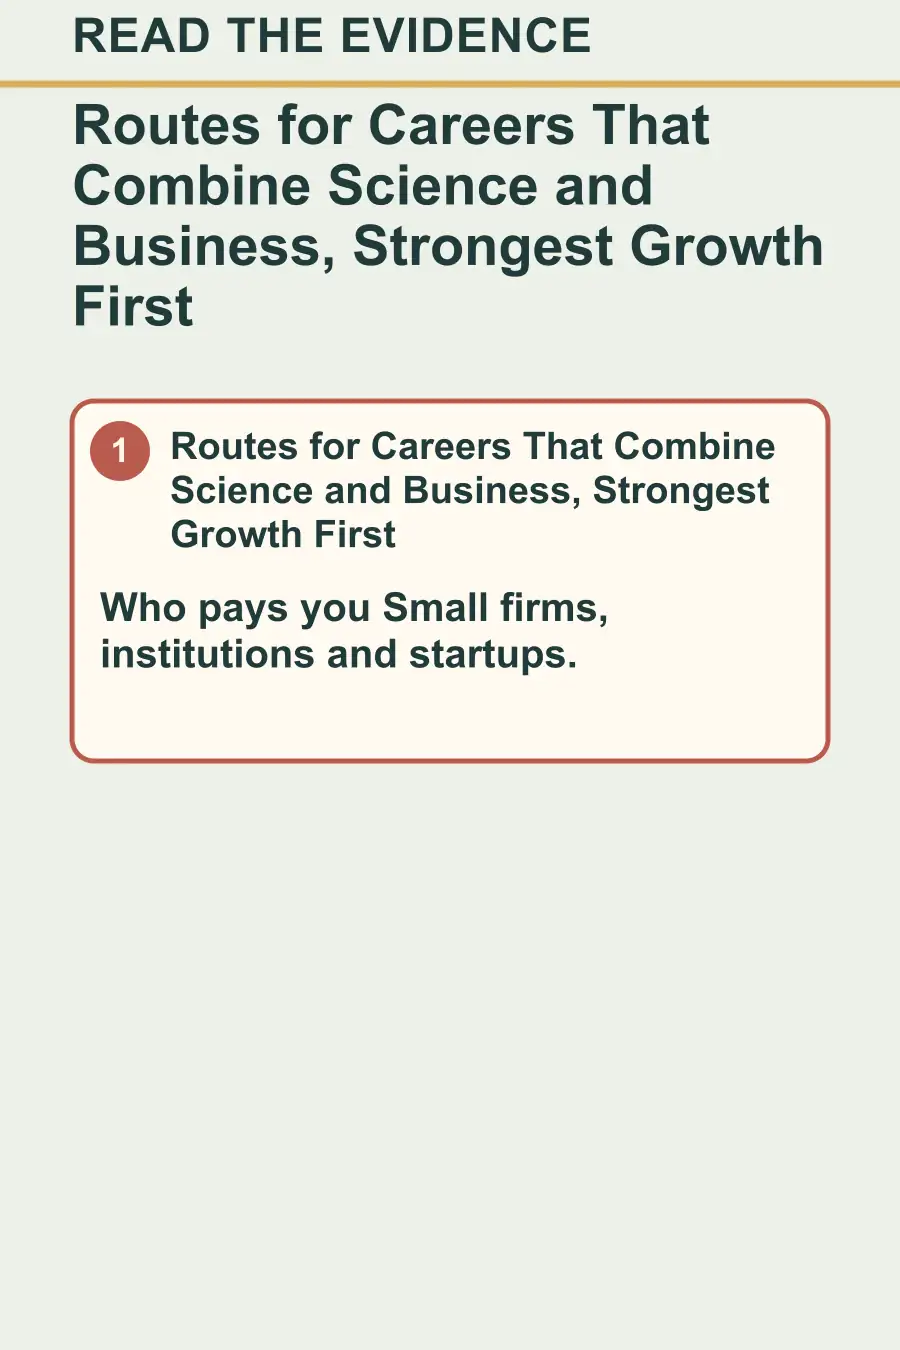 READ THE EVIDENCE
Routes for Careers That
Combine Science and
Business, Strongest Growth
First
1
Routes for Careers That Combine
Science and Business, Strongest
Growth First
Who pays you Small firms,
institutions and startups.